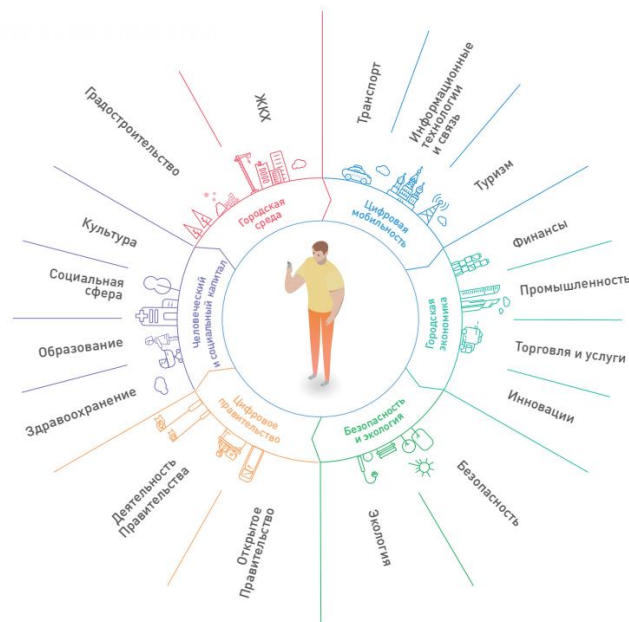 ЖКХ
Транспорт
Информационные
технологии
и связь
Туризм
Финансы
Промышленность
Торговля и услуги
Инновации
Безопасность
Экология
Открытое
Правительство
Деятельность
Правительства
Здравоохранение
Образование
Социальная
сфера
Культура
Градостроительство
Городская
среда
Цифровая
мобильность
Городская
экономика
Безопасность
и экология
Цифровое
правительство
Человеческий
и социальный капитал